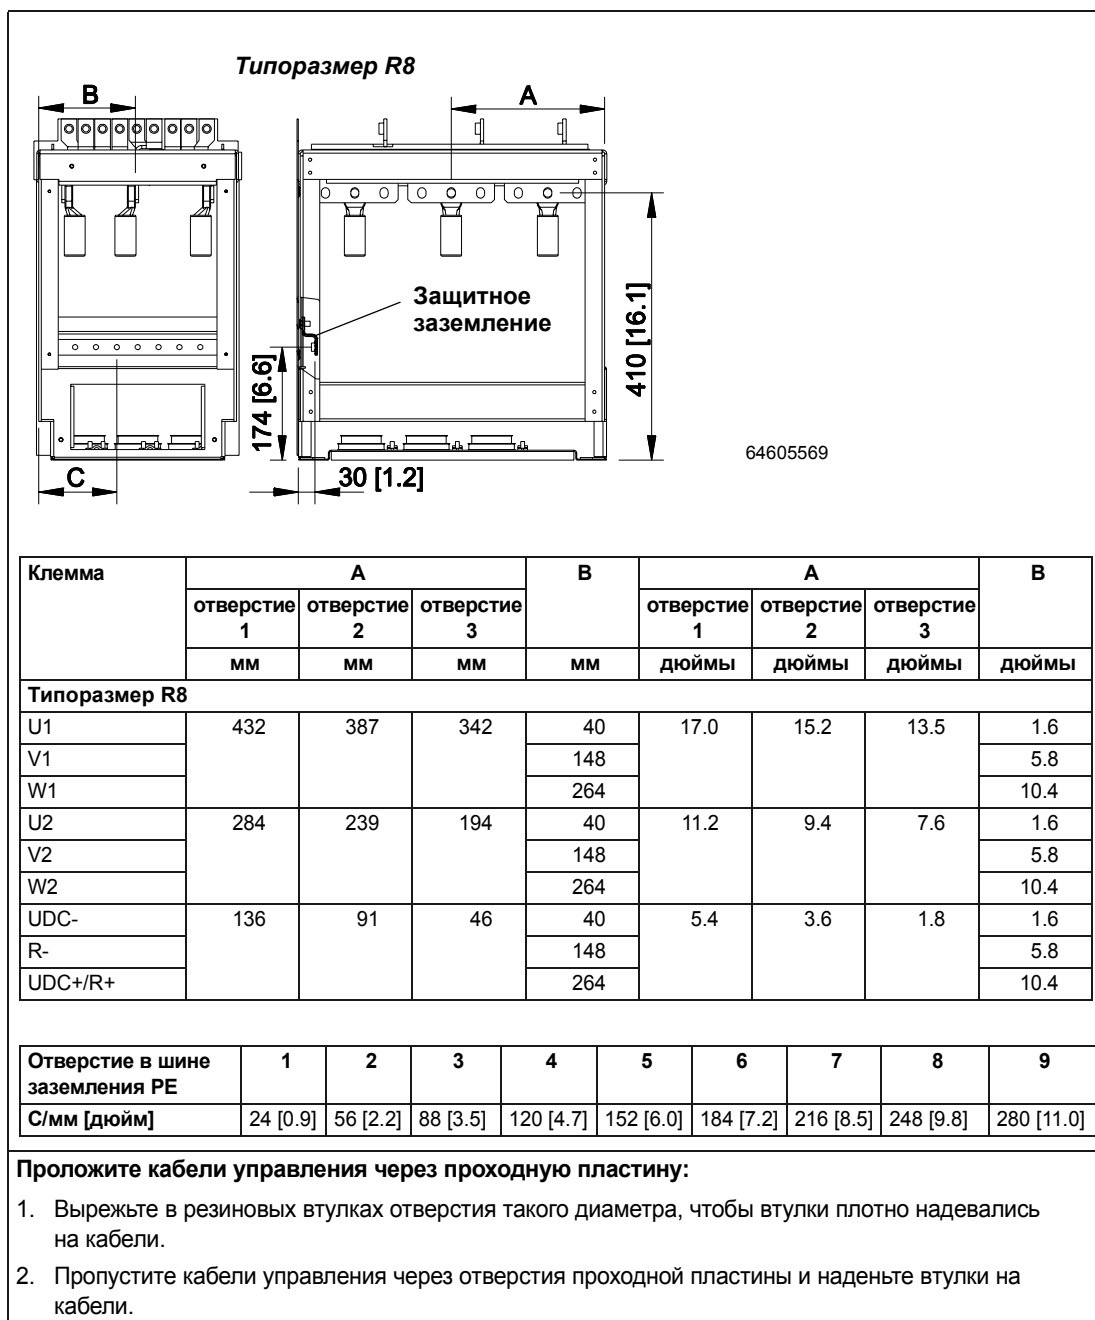 Типоразмер R8
B
A
Защитное
заземление
410 [16.1]
174 [6.6]
64605569
C
30 [1.2]
Клемма A B A B
отверстие 1 отверстие 2 отверстие 3 отверстие 1 отверстие 2 отверстие 3
мм мм мм мм дюймы дюймы дюймы дюймы
Типоразмер R8
U1 432 387 342 40 17.0 15.2 13.5 1.6
V1 148 5.8
W1 264 10.4
U2 284 239 194 40 11.2 9.4 7.6 1.6
V2 148 5.8
W2 264 10.4
UDC- 136 91 46 40 5.4 3.6 1.8 1.6
R- 148 5.8
UDC+/R+ 264 10.4
Отверстие в шине заземления PE 1 2 3 4 5 6 7 8 9
С/мм [дюйм] 24 [0.9] 56 [2.2] 88 [3.5] 120 [4.7] 152 [6.0] 184 [7.2] 216 [8.5] 248 [9.8] 280 [11.0]
Проложите кабели управления через проходную пластину:
1. Вырежьте в резиновых втулках отверстия такого диаметра, чтобы втулки плотно надевались
на кабели.
2. Пропустите кабели управления через отверстия проходной пластины и наденьте втулки на
кабели.